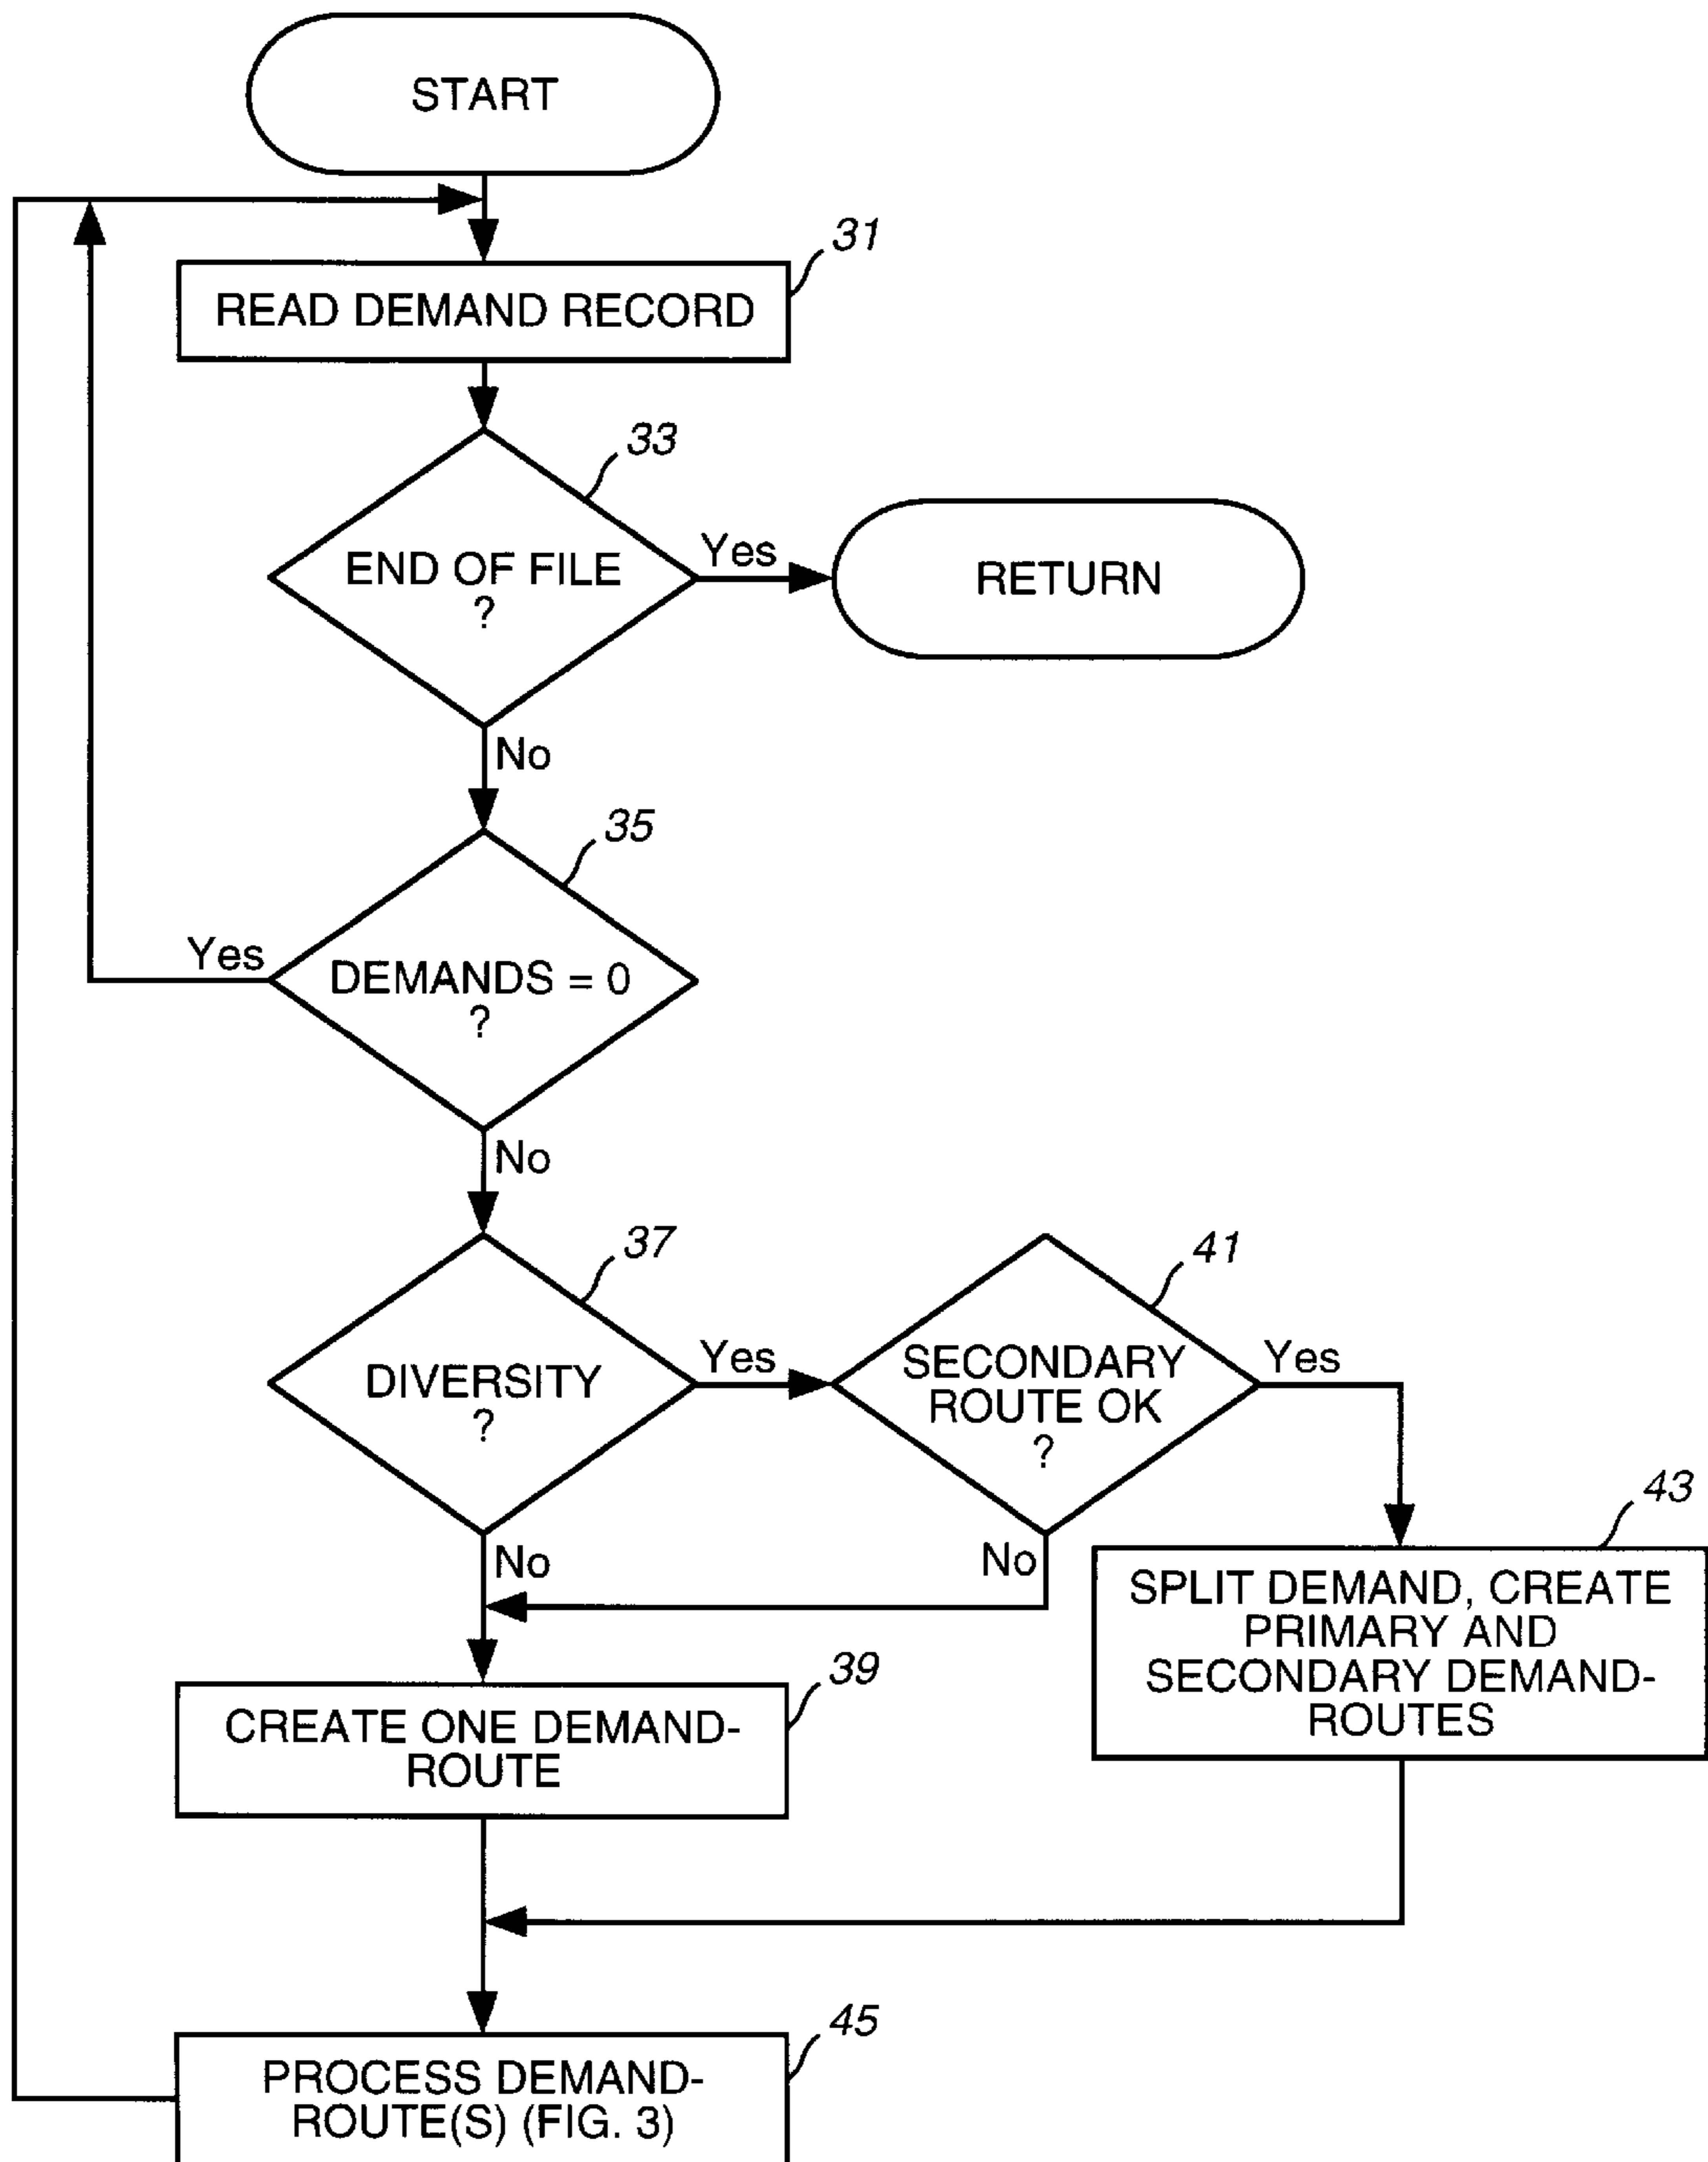 START
31
READ DEMAND RECORD
33
END OF FILE
?
Yes
RETURN
No
35
Yes
DEMANDS = 0
?
No
37
DIVERSITY
?
Yes
41
SECONDARY
ROUTE OK
?
Yes
No
No
43
SPLIT DEMAND, CREATE
PRIMARY AND
SECONDARY DEMAND-
ROUTES
39
CREATE ONE DEMAND-
ROUTE
45
PROCESS DEMAND-
ROUTE(S) (FIG. 3)